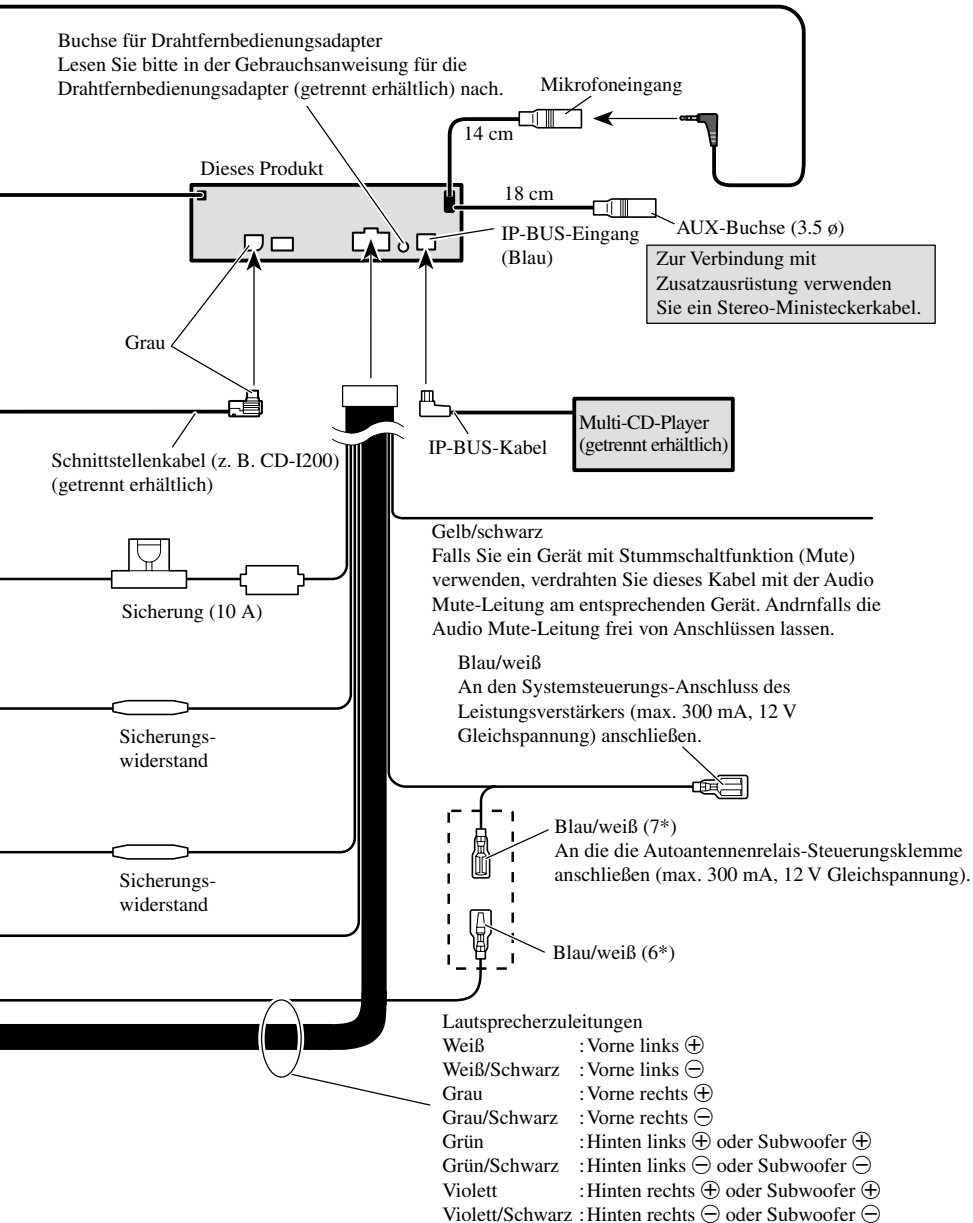 Buchse für Drahtfernbedienungsadapter
Lesen Sie bitte in der Gebrauchsanweisung für die
Drahtfernbedienungsadapter (getrennt erhältlich) nach.
Mikrofoneingang
14 cm
Dieses Produkt
18 cm
IP-BUS-Eingang
(Blau)
AUX-Buchse (3.5 ø)
Zur Verbindung mit
Zusatzausrüstung verwenden
Sie ein Stereo-Ministeckerkabel.
Grau
Multi-CD-Player
(getrennt erhältlich)
IP-BUS-Kabel
Schnittstellenkabel (z. B. CD-I200)
(getrennt erhältlich)
Gelb/schwarz
Falls Sie ein Gerät mit Stummschaltfunktion (Mute)
verwenden, verdrahten Sie dieses Kabel mit der Audio
Mute-Leitung am entsprechenden Gerät. Andrnfalls die
Audio Mute-Leitung frei von Anschlüssen lassen.
Sicherung (10 A)
Blau/weiß
An den Systemsteuerungs-Anschluss des
Leistungsverstärkers (max. 300 mA, 12 V
Gleichspannung) anschließen.
Sicherungs-
widerstand
Blau/weiß (7*)
An die die Autoantennenrelais-Steuerungsklemme
anschließen (max. 300 mA, 12 V Gleichspannung).
Sicherungs-
widerstand
Blau/weiß (6*)
Lautsprecherzuleitungen
Weiß : Vorne links ⊕
Weiß/Schwarz : Vorne links ⊖
Grau : Vorne rechts ⊕
Grau/Schwarz : Vorne rechts ⊖
Grün : Hinten links ⊕ oder Subwoofer ⊕
Grün/Schwarz : Hinten links ⊖ oder Subwoofer ⊖
Violett : Hinten rechts ⊕ oder Subwoofer ⊕
Violett/Schwarz : Hinten rechts ⊖ oder Subwoofer ⊖